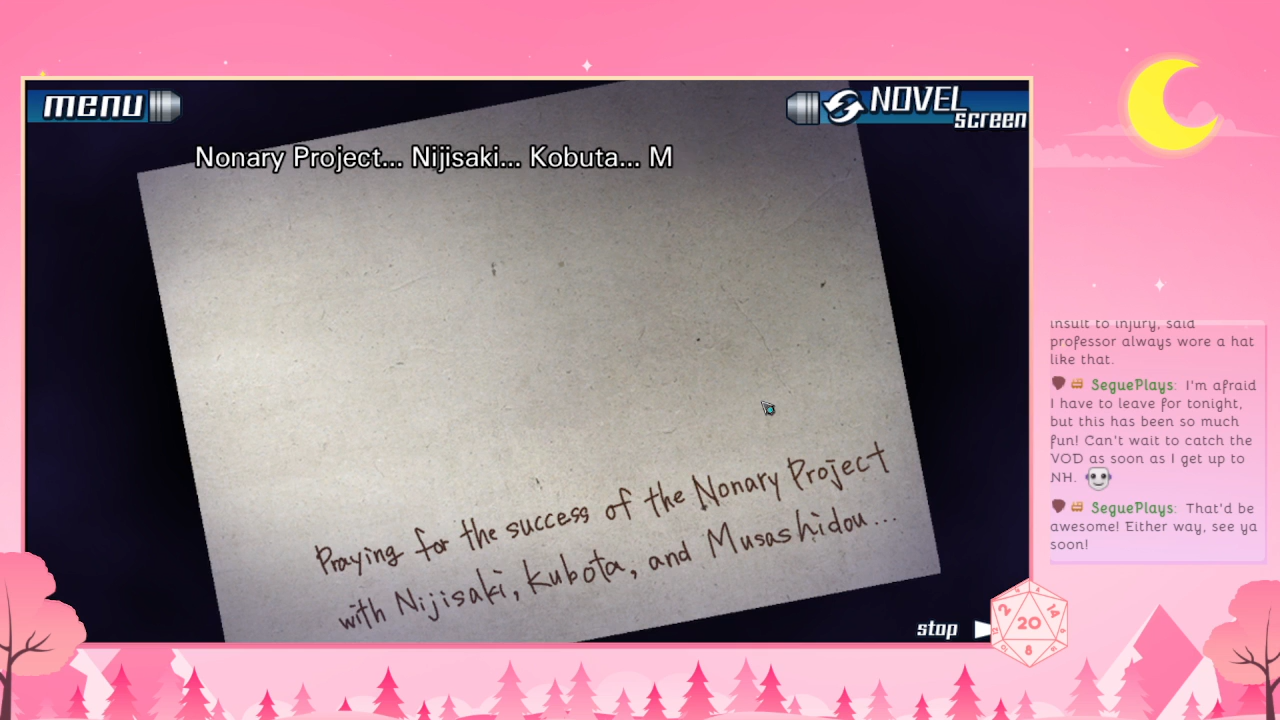 menu
NOVEL
screen
Nonary Project... Nijisaki... Kobuta... M
Praying for the success of the Nonary Project
with Nijisaki, Kubota, and Musashidou...
stop
insult to injury, said
professor always wore a hat
like that.
SeguePlays: I'm afraid
I have to leave for tonight,
but this has been so much
fun! Can't wait to catch the
VOD as soon as I get up to
NH.
SeguePlays: That'd be
awesome! Either way, see ya
soon!
2
14
20
8